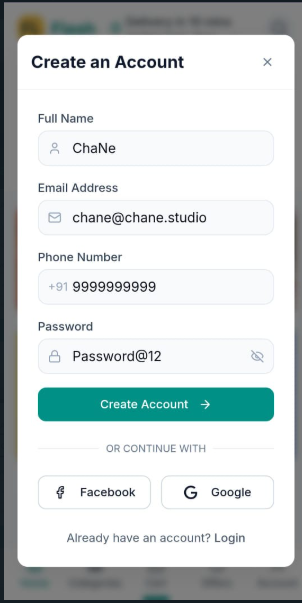 Create an Account
Full Name
ChaNe
Email Address
chane@chane.studio
Phone Number
+91 9999999999
Password
Password@12
Create Account →
OR CONTINUE WITH
Facebook
Google
Already have an account? Login